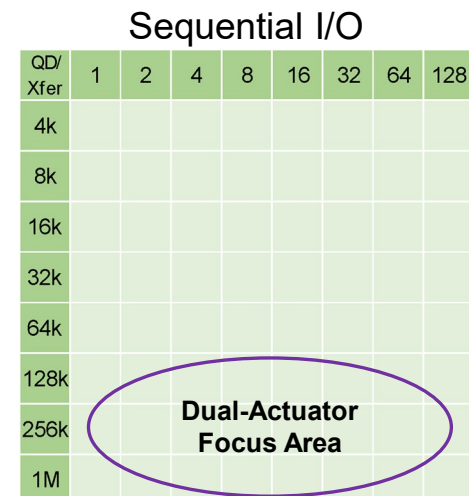 Sequential I/O
QD/
Xfer 1 2 4 8 16 32 64 128
4k
8k
16k
32k
64k
128k
Dual-Actuator
256k
Focus Area
1M